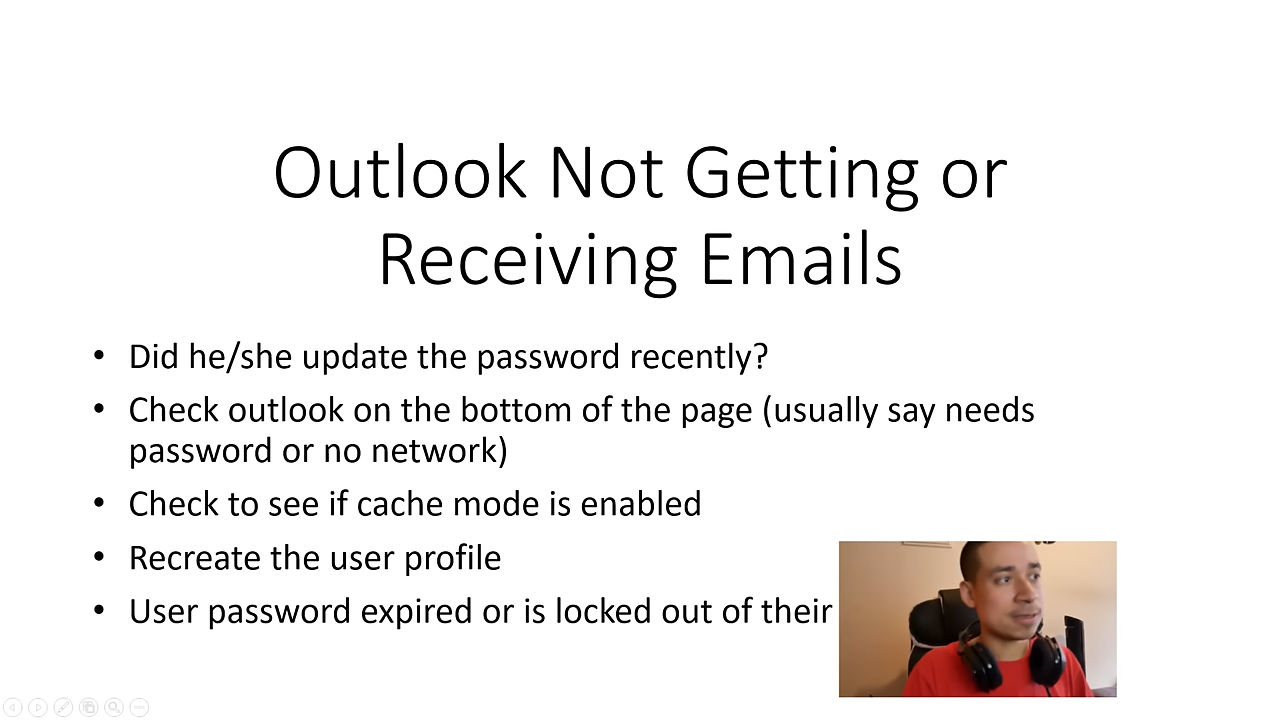 Outlook Not Getting or
Receiving Emails
• Did he/she update the password recently?
• Check outlook on the bottom of the page (usually say needs
password or no network)
• Check to see if cache mode is enabled
• Recreate the user profile
• User password expired or is locked out of their